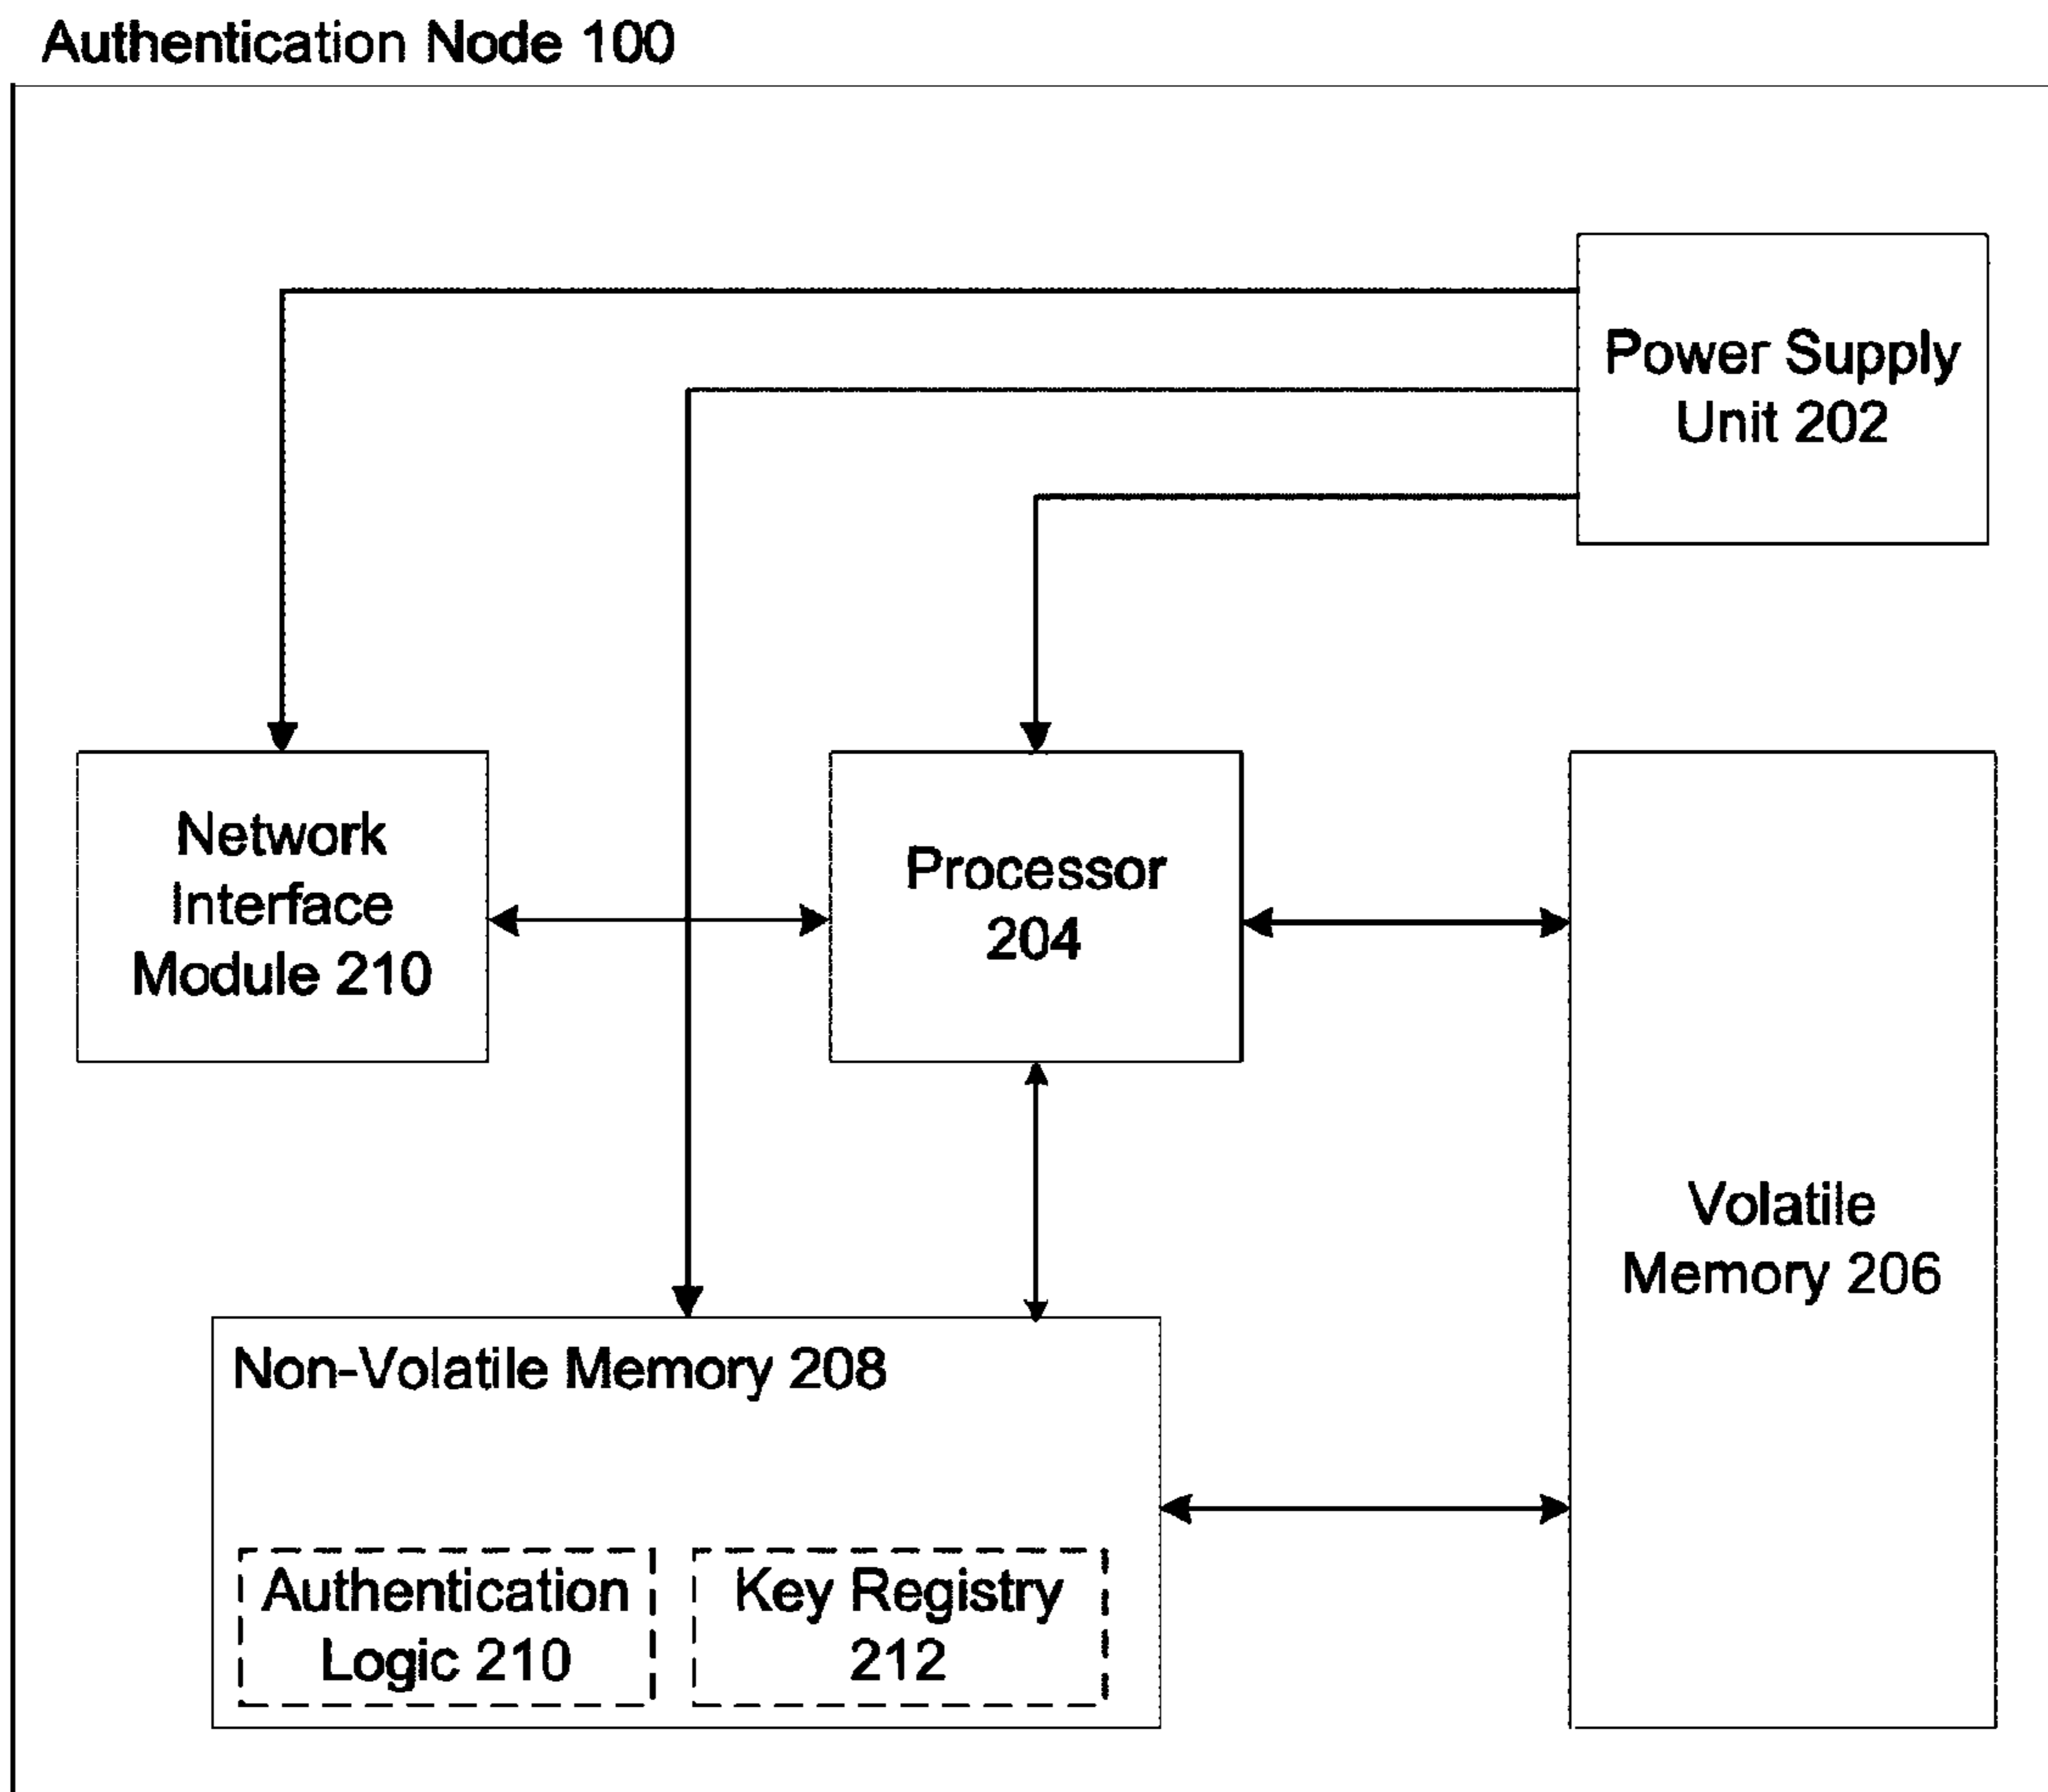 Authentication Node 100
Power Supply
Unit 202
Network
Interface
Module 210
Processor
204
Volatile
Memory 206
Non-Volatile Memory 208
Authentication
Logic 210
Key Registry
212